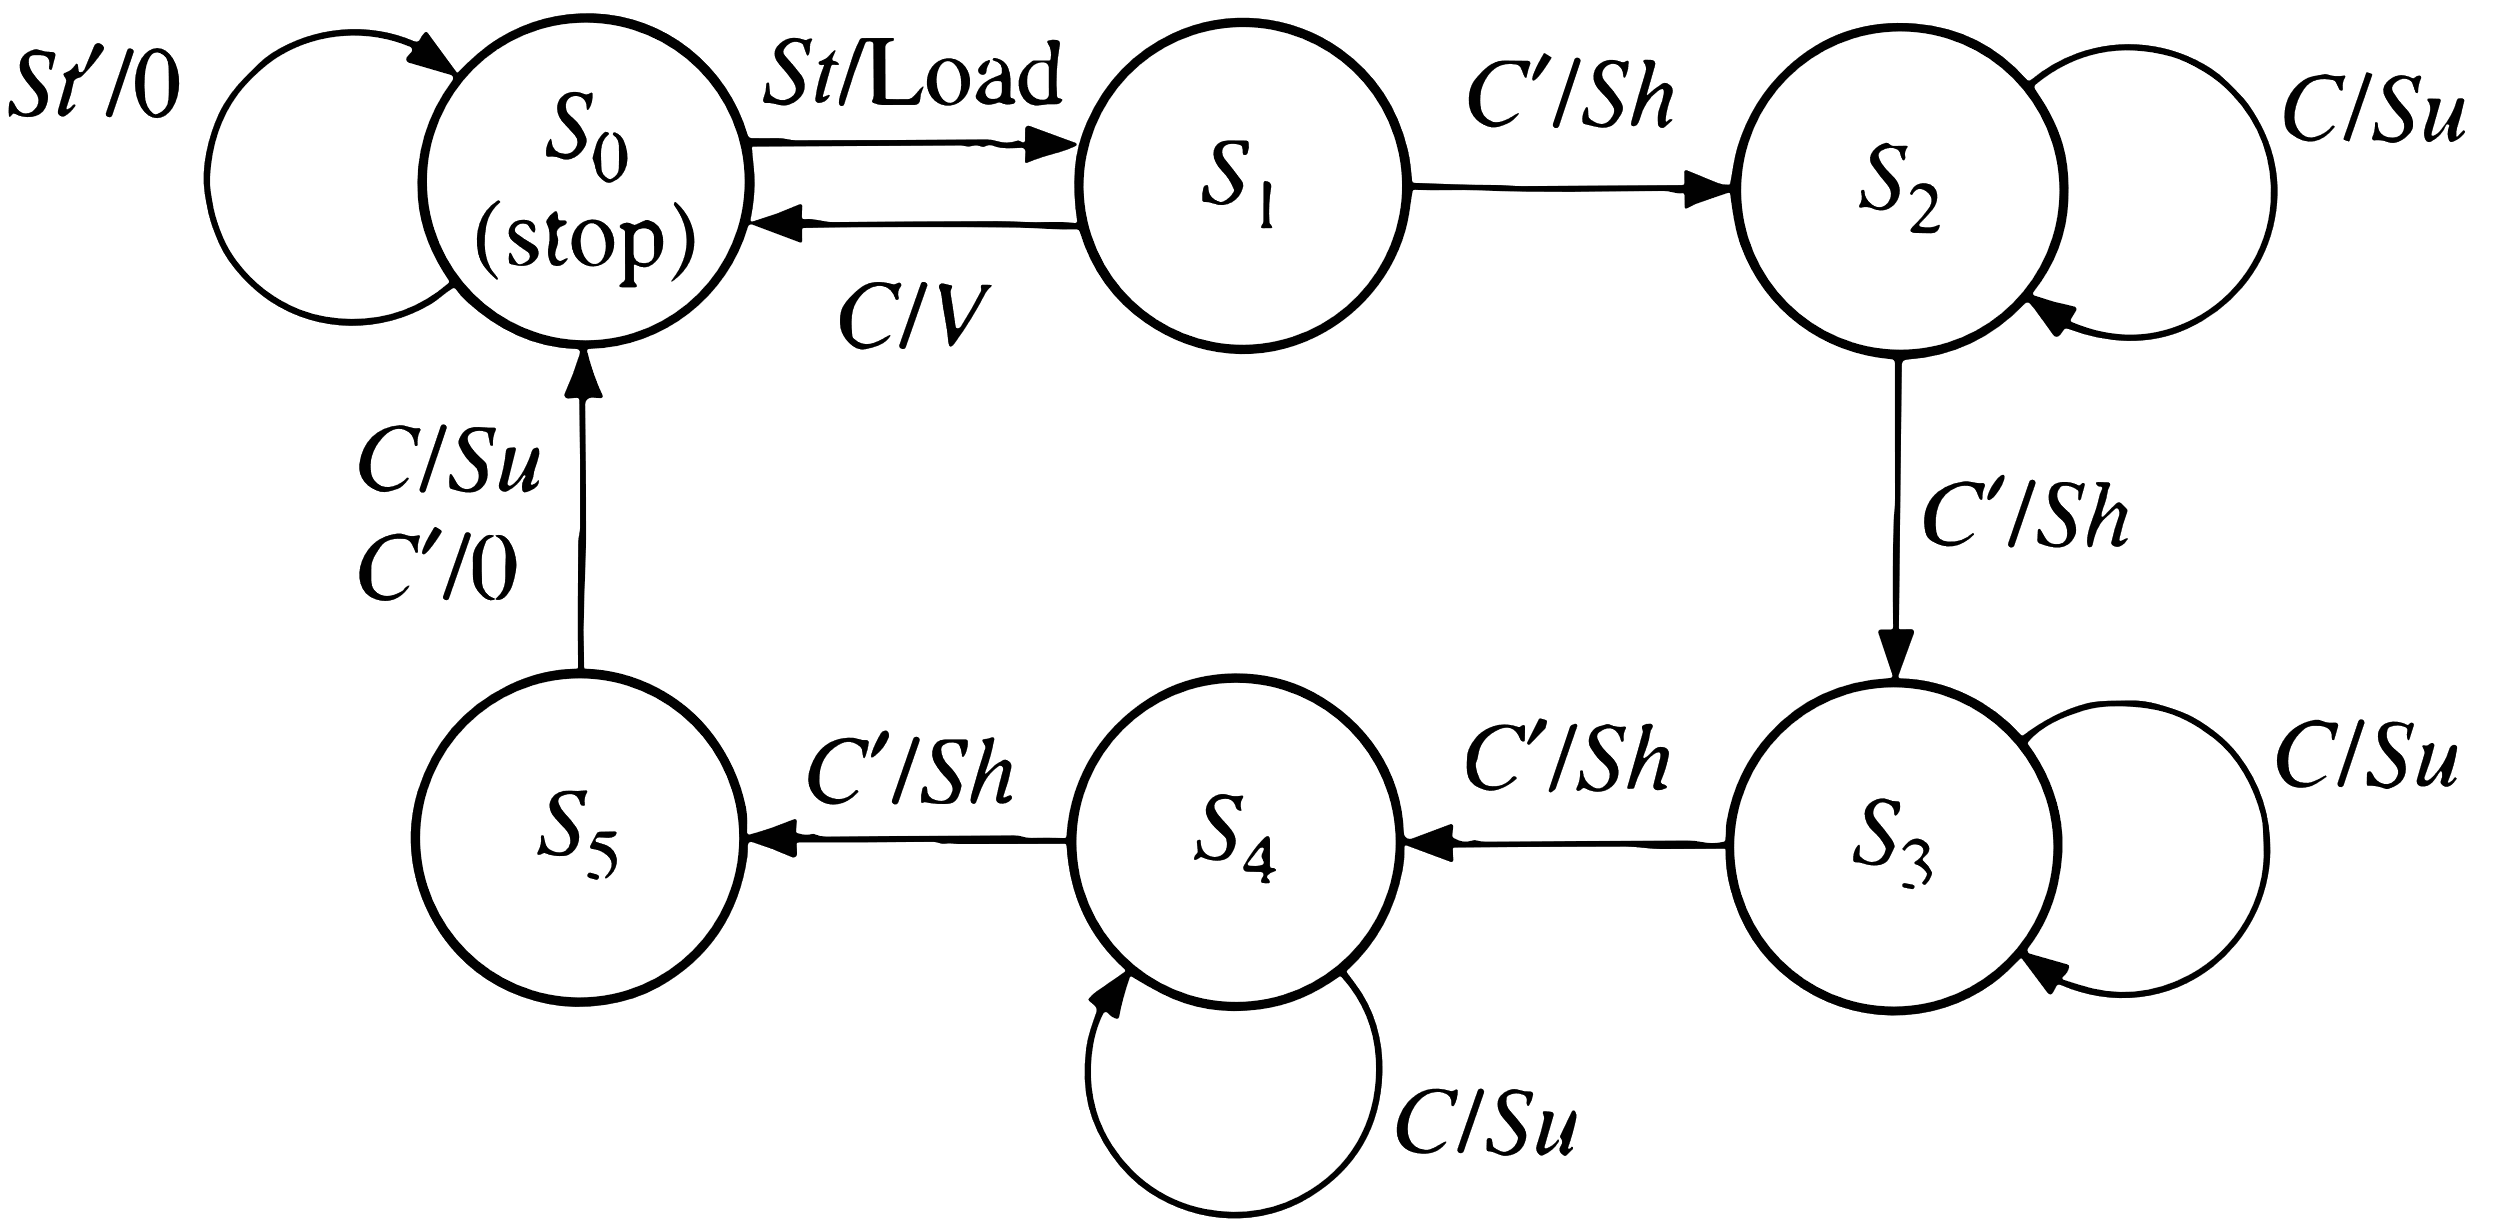 St'/0
St/Load
C'/Sh
C/Su
S0
(stop)
S1
S2
C/V
C/Su
C'/0
C'/Sh
C'/Sh
C'/Sh
C/Su
S5
S4
S3
C/Su